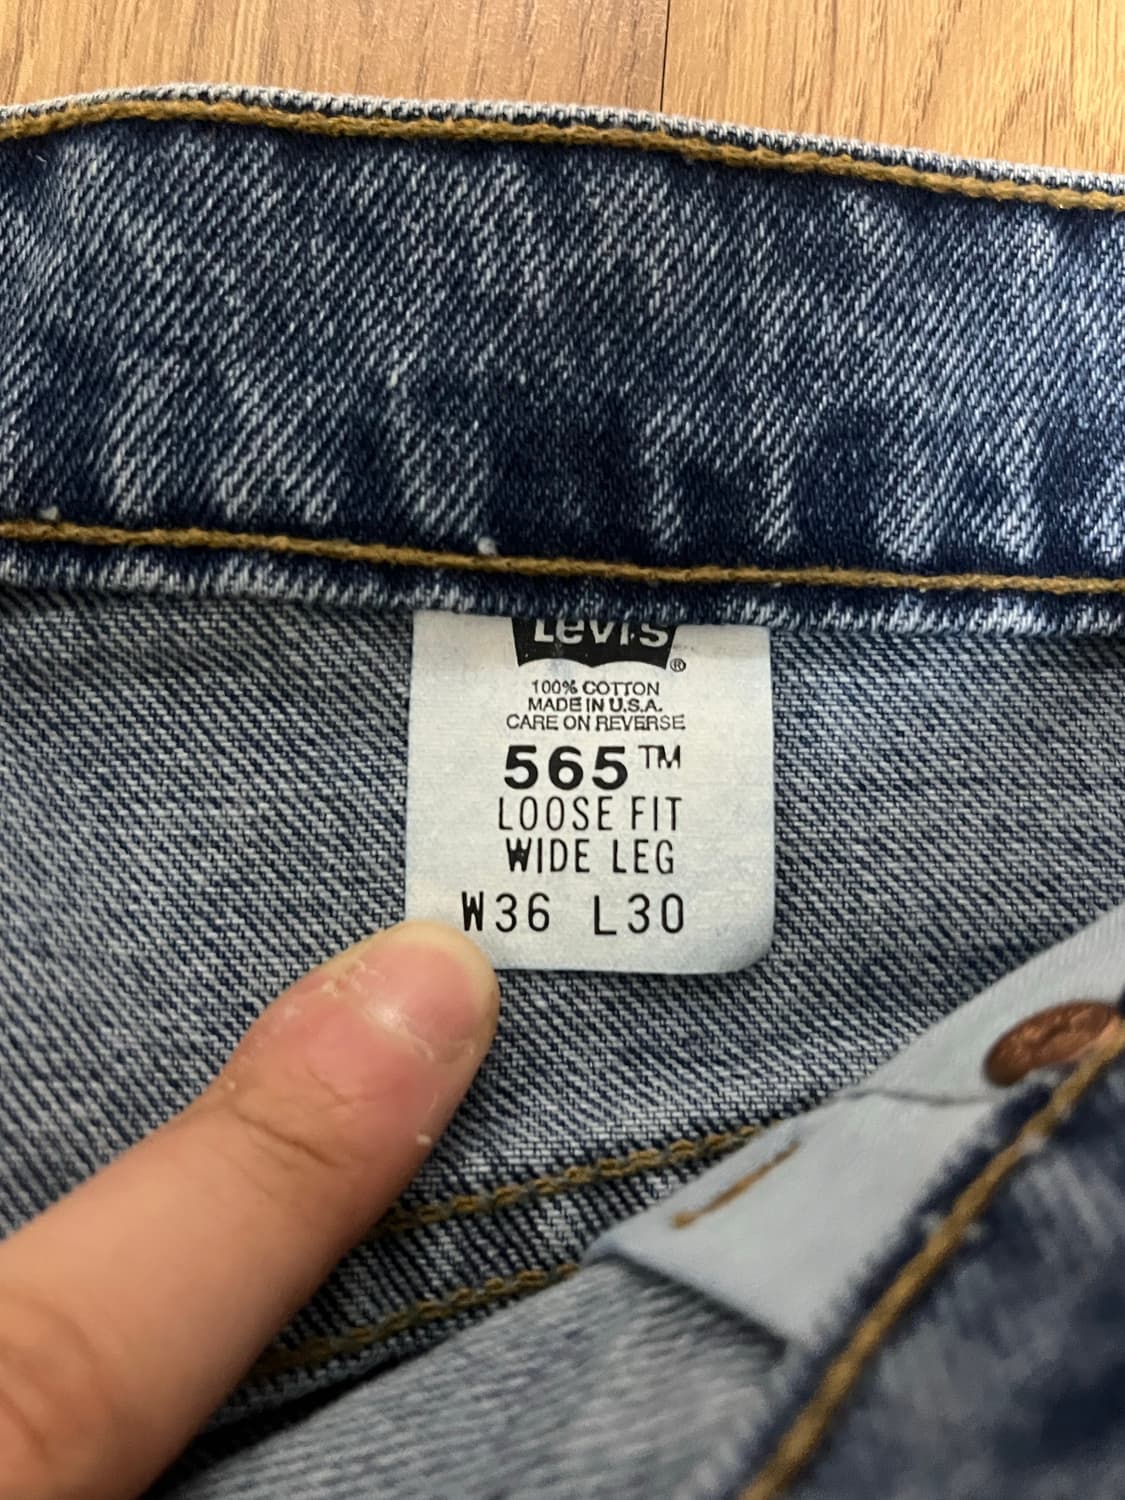 Levi's
®
100% COTTON
MADE IN U.S.A.
CARE ON REVERSE
565™
LOOSE FIT
WIDE LEG
W36 L30